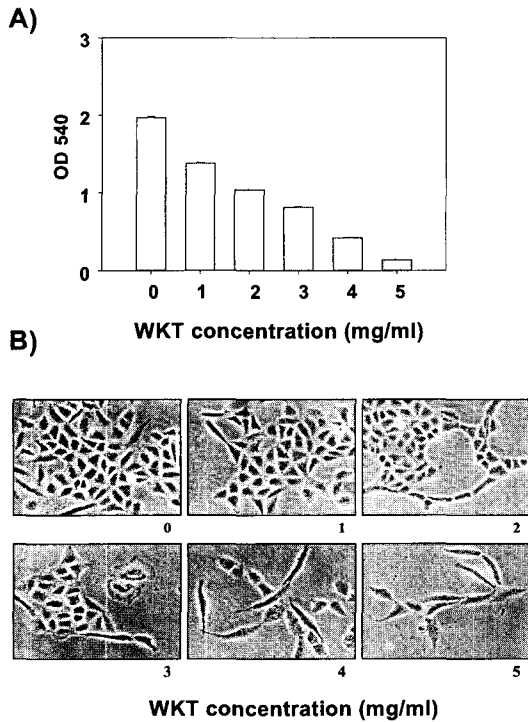 A)
3
2
1
0
OD 540
0 1 2 3 4 5
WKT concentration (mg/ml)
B)
0 1 2
3 4 5
WKT concentration (mg/ml)